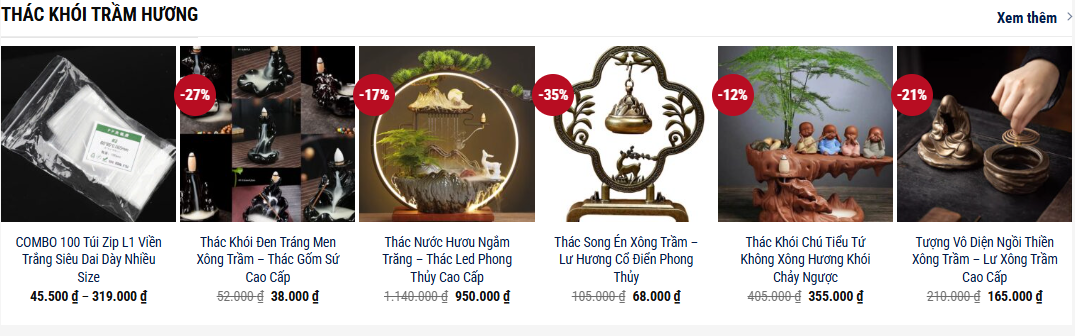 THÁC KHÓI TRẦM HƯƠNG
Xem thêm
-27%
-17%
-35%
-12%
-21%
COMBO 100 Túi Zip L1 Viền
Trắng Siêu Dai Dày Nhiều
Size
45.500 ₫ – 319.000 ₫
Thác Khói Đen Tráng Men
Xông Trầm – Thác Gốm Sứ
Cao Cấp
52.000 ₫ 38.000 ₫
Thác Nước Hươu Ngắm
Trăng – Thác Led Phong
Thủy Cao Cấp
1.140.000 ₫ 950.000 ₫
Thác Song Én Xông Trầm –
Lư Hương Cổ Điển Phong
Thủy
105.000 ₫ 68.000 ₫
Thác Khói Chú Tiểu Tứ
Không Xông Hương Khói
Chảy Ngược
405.000 ₫ 355.000 ₫
Tượng Vô Diện Ngồi Thiền
Xông Trầm – Lư Xông Trầm
Cao Cấp
210.000 ₫ 165.000 ₫